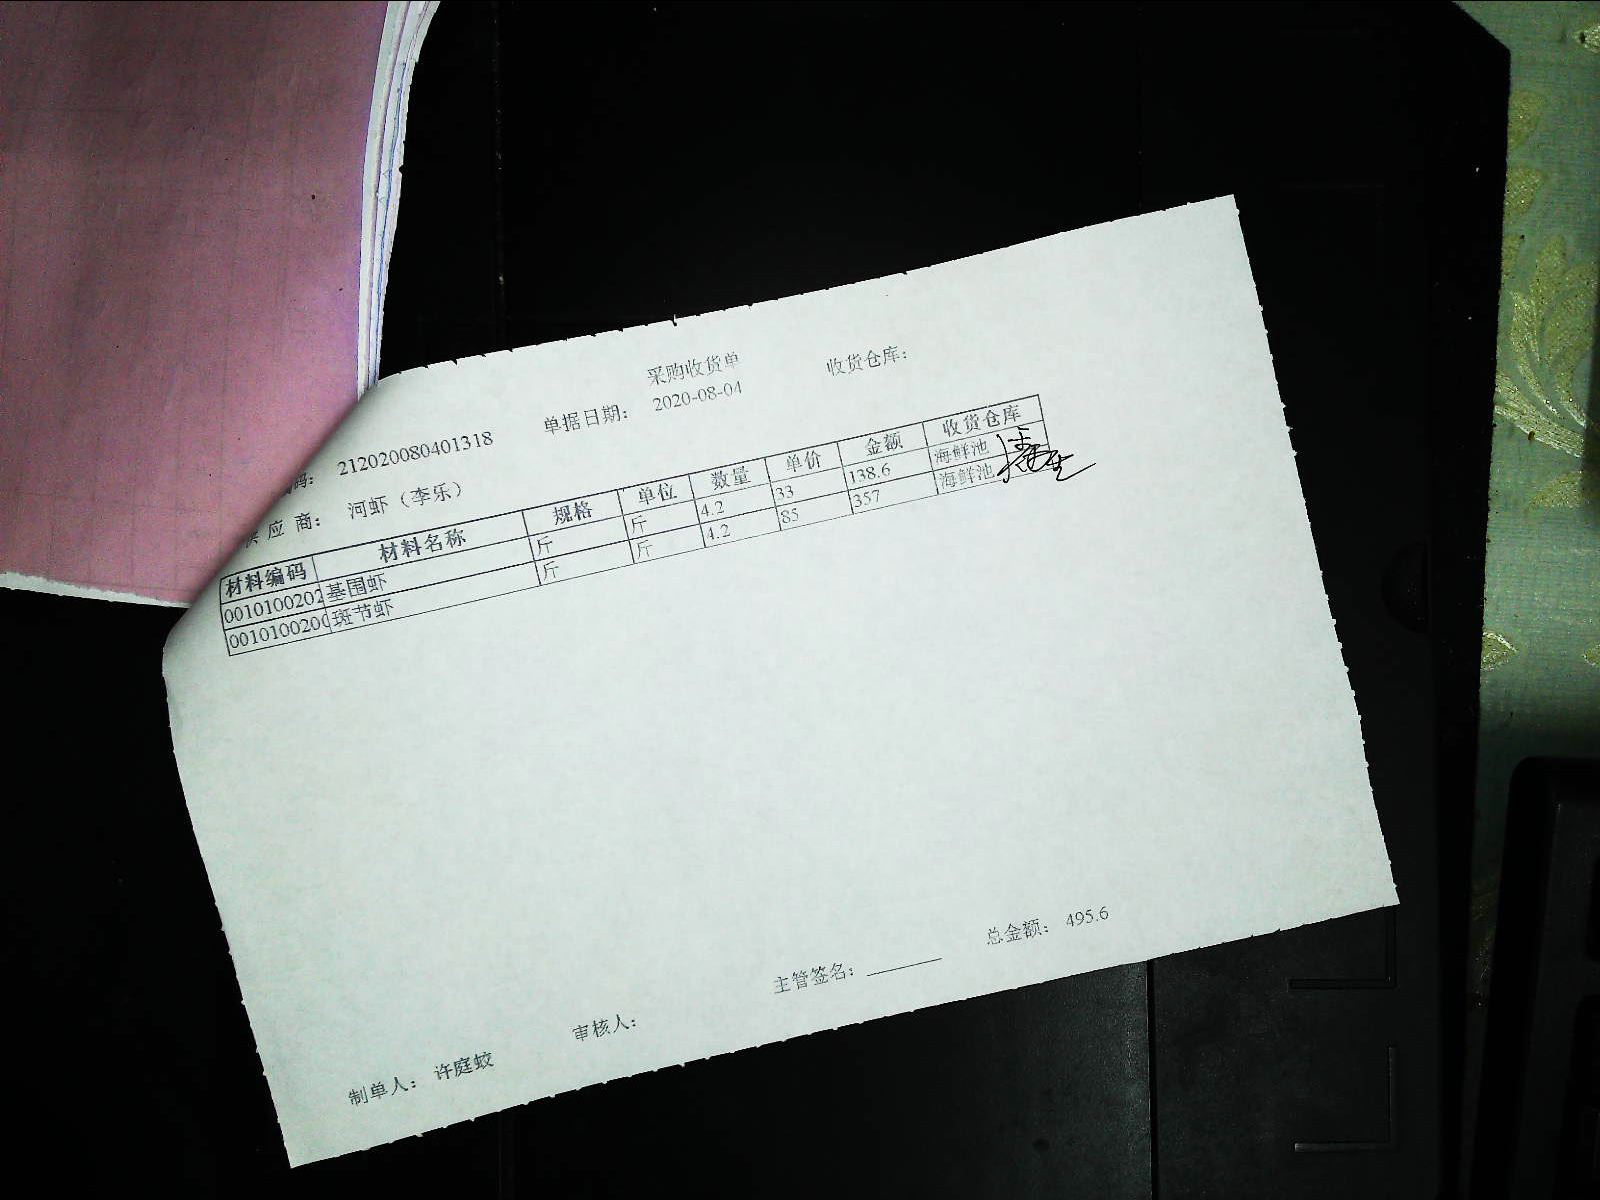 采购收货单
码： 212020080401318 单据日期： 2020-08-04 收货仓库：
供 应 商： 河虾（李乐）
材料编码 材料名称 规格 单位 数量 单价 金额 收货仓库
0010100202 基围虾 斤 斤 4.2 33 138.6 海鲜池
001010020 斑节虾 斤 斤 4.2 85 357 海鲜池
制单人： 许庭蛟 审核人： 主管签名： 总金额： 495.6